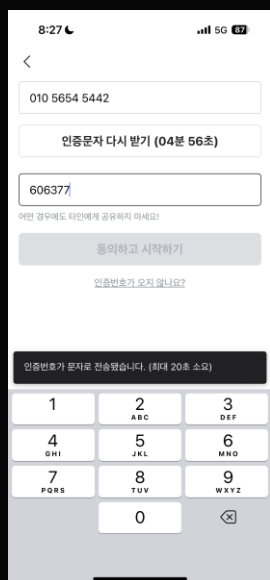 8:27
5G 87
010 5654 5442
인증문자 다시 받기 (04분 56초)
606377
어떤 경우에도 타인에게 공유하지 마세요!
동의하고 시작하기
인증번호가 오지 않나요?
인증번호가 문자로 전송됐습니다. (최대 20초 소요)
1 2 3
ABC DEF
4 5 6
GHI JKL MNO
7 8 9
PQRS TUV WXYZ
0